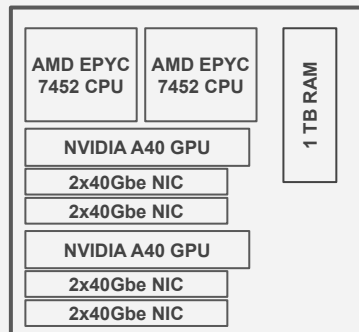 AMD EPYC
7452 CPU
AMD EPYC
7452 CPU
1 TB RAM
NVIDIA A40 GPU
2x40Gbe NIC
2x40Gbe NIC
NVIDIA A40 GPU
2x40Gbe NIC
2x40Gbe NIC